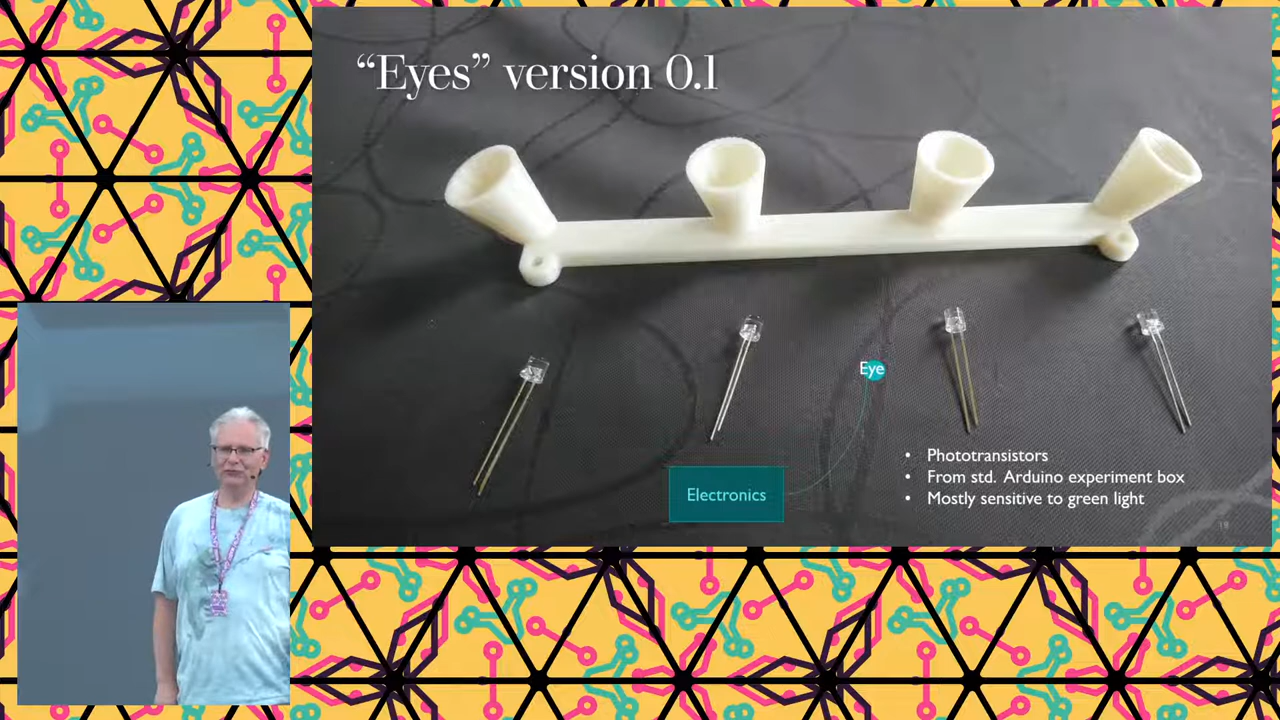 “Eyes” version 0.1
Eye
Electronics
• Phototransistors
• From std. Arduino experiment box
• Mostly sensitive to green light